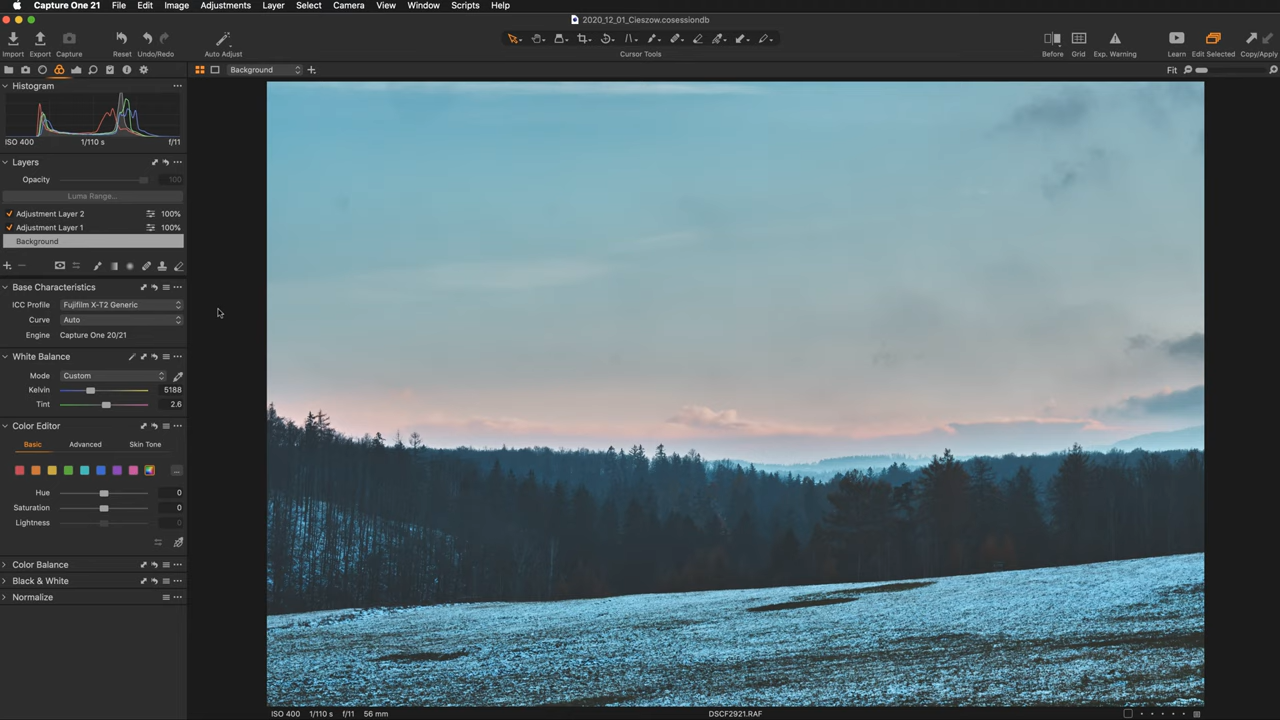 Capture One 21 File Edit Image Adjustments Layer Select Camera View Window Scripts Help
2020_12_01_Cieszow.cosessiondb
Import Export Capture Reset Undo/Redo Auto Adjust Cursor Tools Before Grid Exp. Warning Learn Edit Selected Copy/Apply
Background Fit
Histogram
ISO 400 1/110 s f/11
Layers
Opacity 100
Luma Range...
Adjustment Layer 2 100%
Adjustment Layer 1 100%
Background
Base Characteristics
ICC Profile Fujifilm X-T2 Generic
Curve Auto
Engine Capture One 20/21
White Balance
Mode Custom
Kelvin 5188
Tint 2.6
Color Editor
Basic Advanced Skin Tone
Hue 0
Saturation 0
Lightness 0
Color Balance
Black & White
Normalize
ISO 400 1/110 s f/11 56 mm DSCF2921.RAF